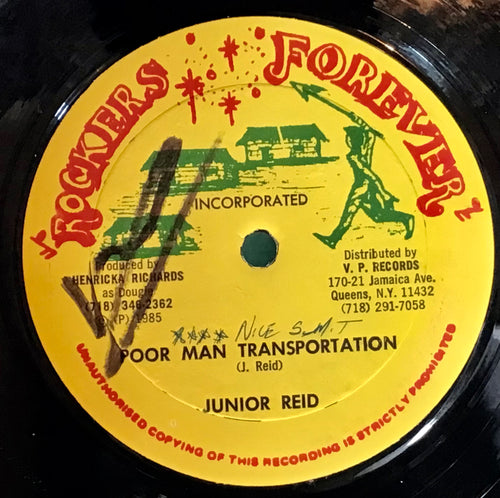 ROCKERS FOREVER
INCORPORATED
Produced by
HENRICKA RICHARDS
as Dougie
(718) 346-2362
(P) 1985
Distributed by
V. P. RECORDS
170-21 Jamaica Ave.
Queens, N.Y. 11432
(718) 291-7058
NICE
POOR MAN TRANSPORTATION
(J. Reid)
JUNIOR REID
UNAUTHORISED COPYING OF THIS RECORDING IS STRICTLY PROHIBITED